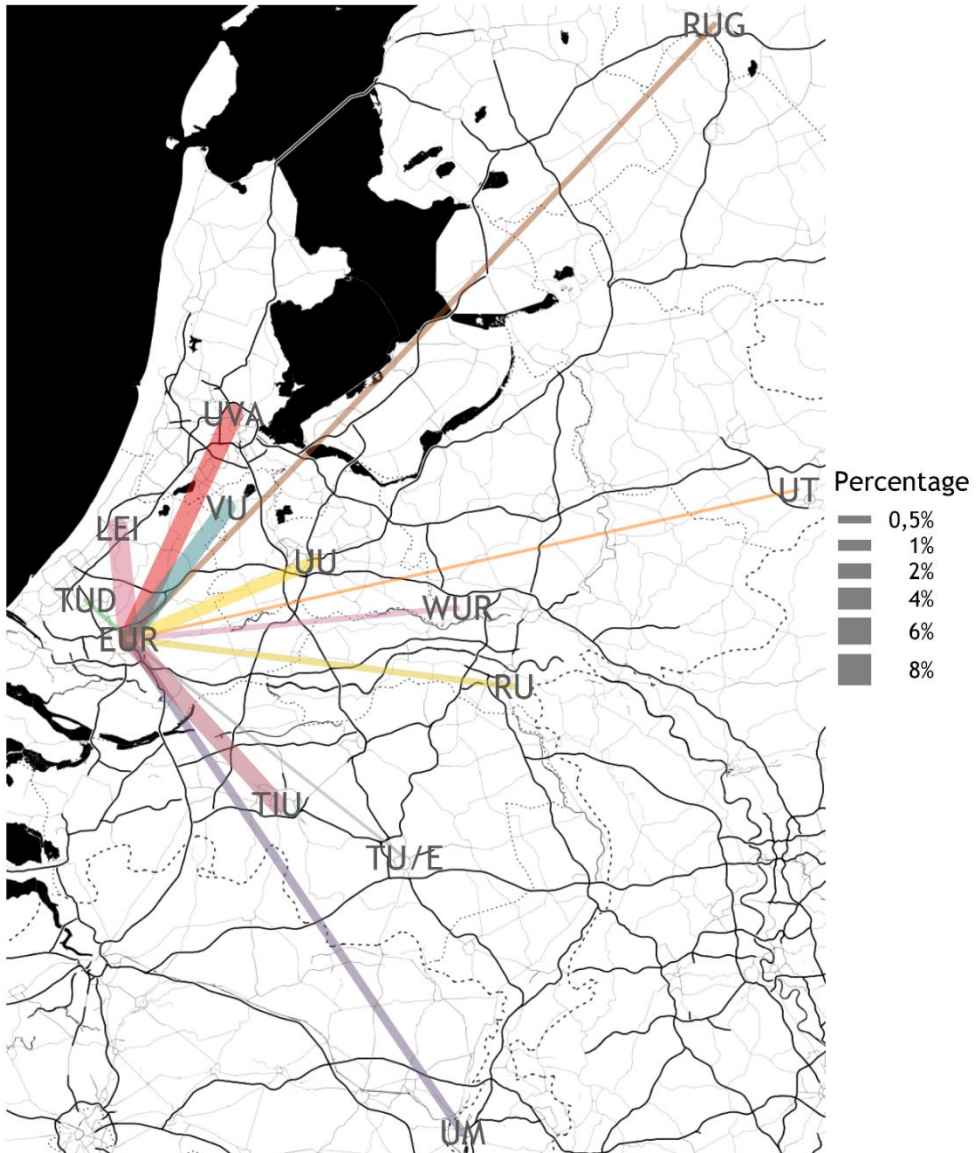 RUG
UVA
UT
VU
LEI
UU
TUD
WUR
EUR
RU
TIU
TU/E
UM
Percentage
0,5%
1%
2%
4%
6%
8%